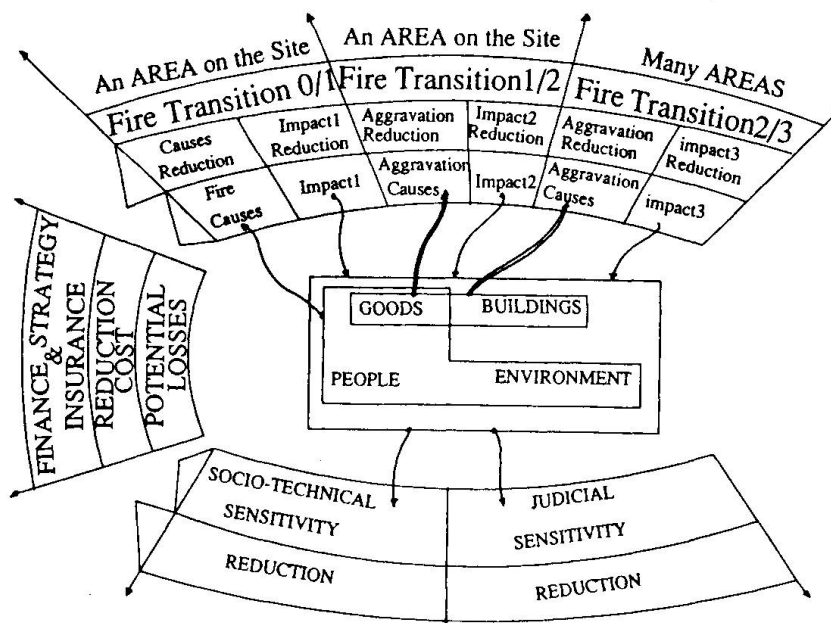 An AREA on the Site
An AREA on the Site
Many AREAS
Fire Transition 0/1
Fire Transition1/2
Fire Transition2/3
Causes
Reduction
Impact1
Reduction
Aggravation
Reduction
Impact2
Reduction
Aggravation
Reduction
impact3
Reduction
Fire
Causes
Impact1
Aggravation
Causes
Impact2
Aggravation
Causes
impact3
FINANCE STRATEGY
&
INSURANCE
REDUCTION
COST
POTENTIAL
LOSSES
GOODS
BUILDINGS
PEOPLE
ENVIRONMENT
SOCIO-TECHNICAL
SENSITIVITY
JUDICIAL
SENSITIVITY
REDUCTION
REDUCTION